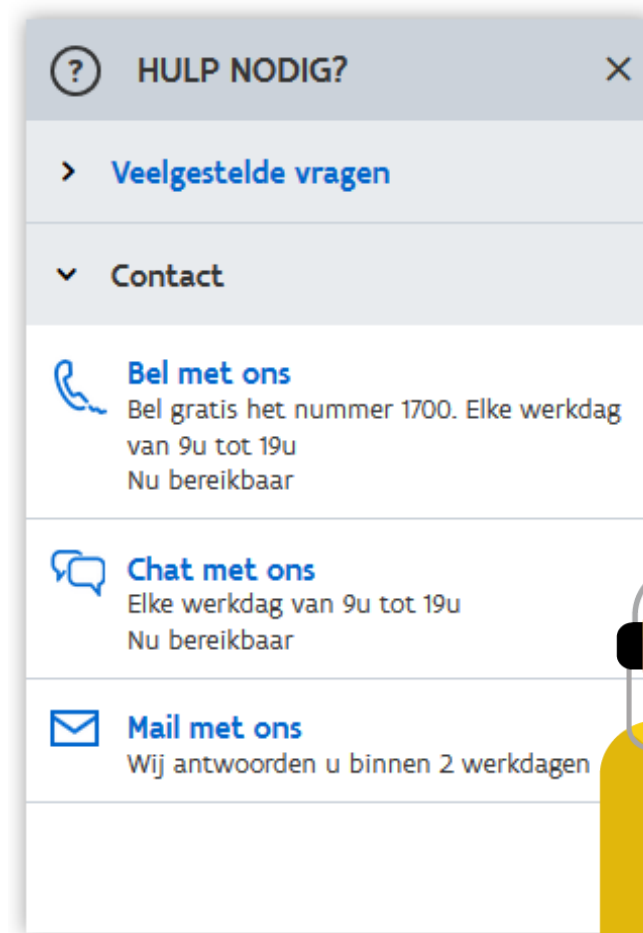 ? HULP NODIG? ×
Veelgestelde vragen
Contact
Bel met ons
Bel gratis het nummer 1700. Elke werkdag
van 9u tot 19u
Nu bereikbaar
Chat met ons
Elke werkdag van 9u tot 19u
Nu bereikbaar
Mail met ons
Wij antwoorden u binnen 2 werkdagen